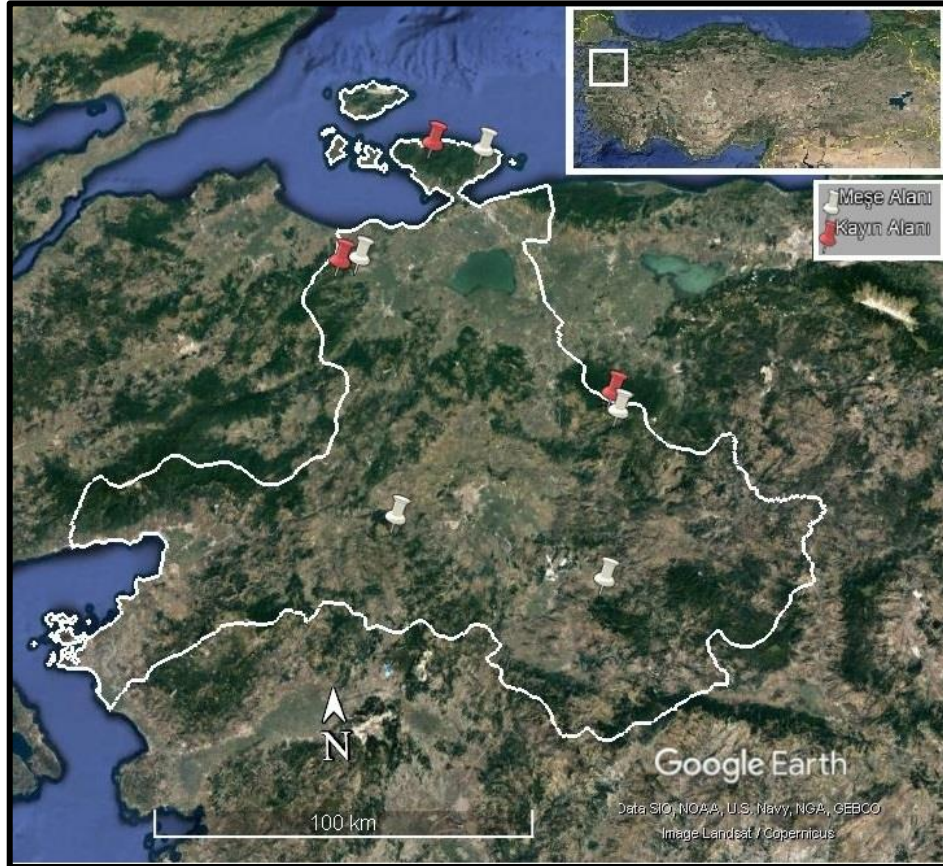 Meşe Alanı
Kayın Alanı
N
100 km
Google Earth
Data SIO, NOAA, U.S. Navy, NGA, GEBCO
Image Landsat / Copernicus